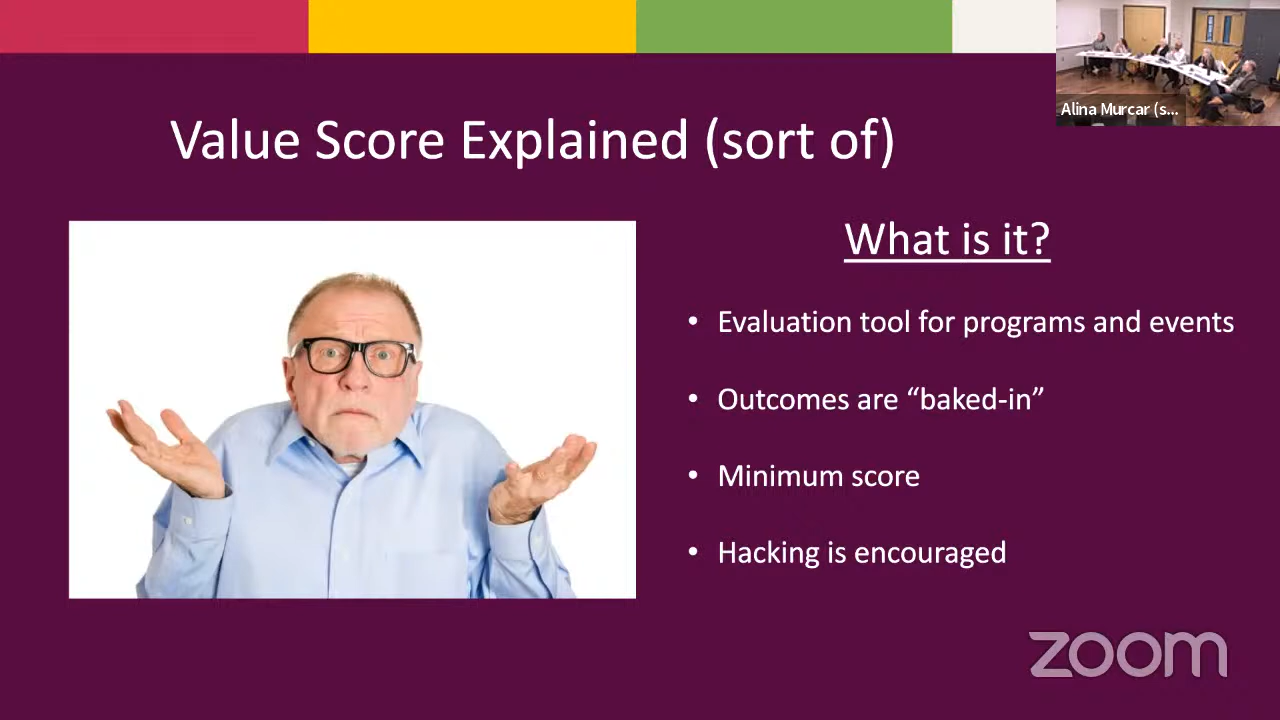 Alina Murcar (s...
Value Score Explained (sort of)
What is it?
• Evaluation tool for programs and events
• Outcomes are “baked-in”
• Minimum score
• Hacking is encouraged
zoom